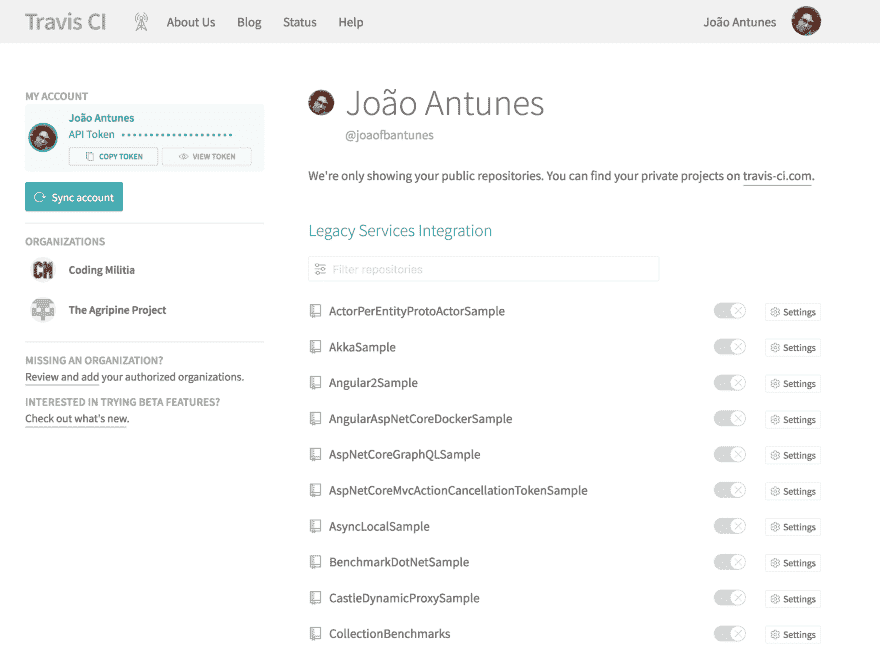 Travis CI
About Us
Blog
Status
Help
João Antunes
MY ACCOUNT
João Antunes
API Token
COPY TOKEN
VIEW TOKEN
Sync account
ORGANIZATIONS
CM
Coding Militia
The Agripine Project
MISSING AN ORGANIZATION?
Review and add your authorized organizations.
INTERESTED IN TRYING BETA FEATURES?
Check out what's new.
João Antunes
@joaofbantunes
We're only showing your public repositories. You can find your private projects on travis-ci.com.
Legacy Services Integration
Filter repositories
ActorPerEntityProtoActorSample
Settings
AkkaSample
Settings
Angular2Sample
Settings
AngularAspNetCoreDockerSample
Settings
AspNetCoreGraphQLSample
Settings
AspNetCoreMvcActionCancellationTokenSample
Settings
AsyncLocalSample
Settings
BenchmarkDotNetSample
Settings
CastleDynamicProxySample
Settings
CollectionBenchmarks
Settings